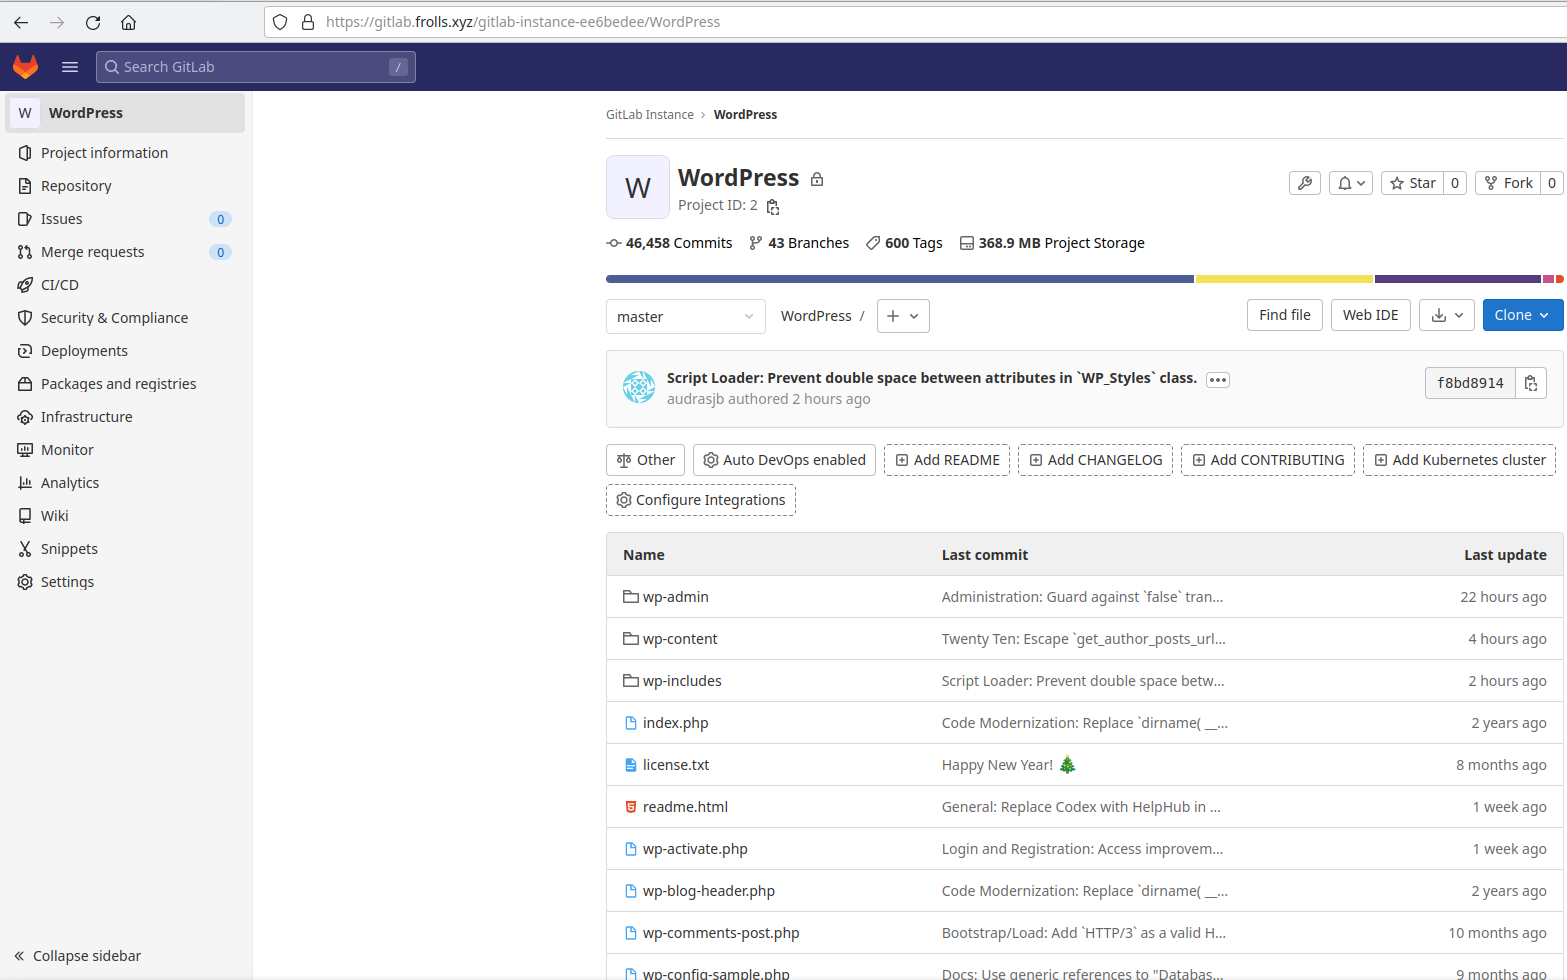 https://gitlab.frolls.xyz/gitlab-instance-ee6bedee/WordPress
Search GitLab /
W WordPress
Project information
Repository
Issues 0
Merge requests 0
CI/CD
Security & Compliance
Deployments
Packages and registries
Infrastructure
Monitor
Analytics
Wiki
Snippets
Settings
Collapse sidebar
GitLab Instance › WordPress
W WordPress
Project ID: 2
Star 0 Fork 0
46,458 Commits 43 Branches 600 Tags 368.9 MB Project Storage
master WordPress / + Find file Web IDE Clone
Script Loader: Prevent double space between attributes in `WP_Styles` class.
audrasjb authored 2 hours ago
f8bd8914
Other Auto DevOps enabled Add README Add CHANGELOG Add CONTRIBUTING Add Kubernetes cluster
Configure Integrations
Name Last commit Last update
wp-admin Administration: Guard against `false` tran... 22 hours ago
wp-content Twenty Ten: Escape `get_author_posts_url... 4 hours ago
wp-includes Script Loader: Prevent double space betw... 2 hours ago
index.php Code Modernization: Replace `dirname( __... 2 years ago
license.txt Happy New Year! 🎄 8 months ago
readme.html General: Replace Codex with HelpHub in ... 1 week ago
wp-activate.php Login and Registration: Access improvem... 1 week ago
wp-blog-header.php Code Modernization: Replace `dirname( __... 2 years ago
wp-comments-post.php Bootstrap/Load: Add `HTTP/3` as a valid H... 10 months ago
wp-config-sample.php Docs: Use generic references to "Databas... 9 months ago